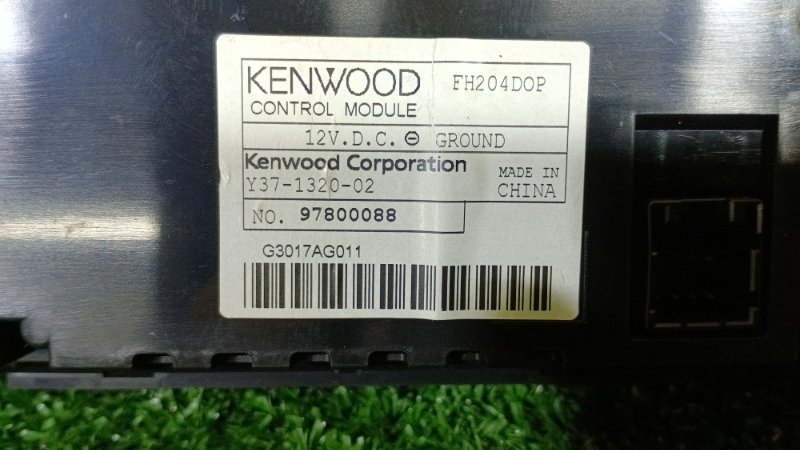 KENWOOD FH204DOP
CONTROL MODULE
12V.D.C. ⊖ GROUND
Kenwood Corporation
Y37-1320-02
MADE IN
CHINA
NO. 97800088
G3017AG011